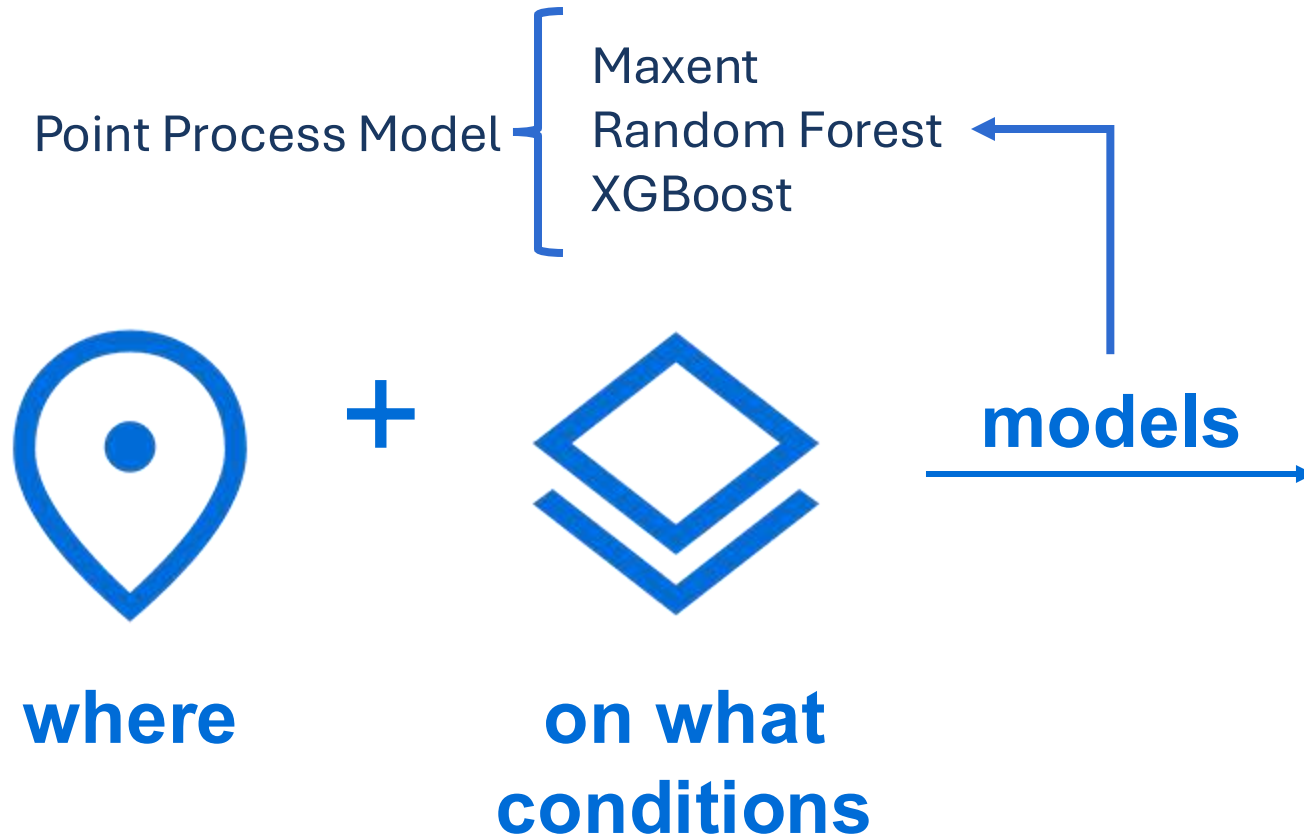 Maxent
Point Process Model
Random Forest
XGBoost
+
models
where
on what
conditions